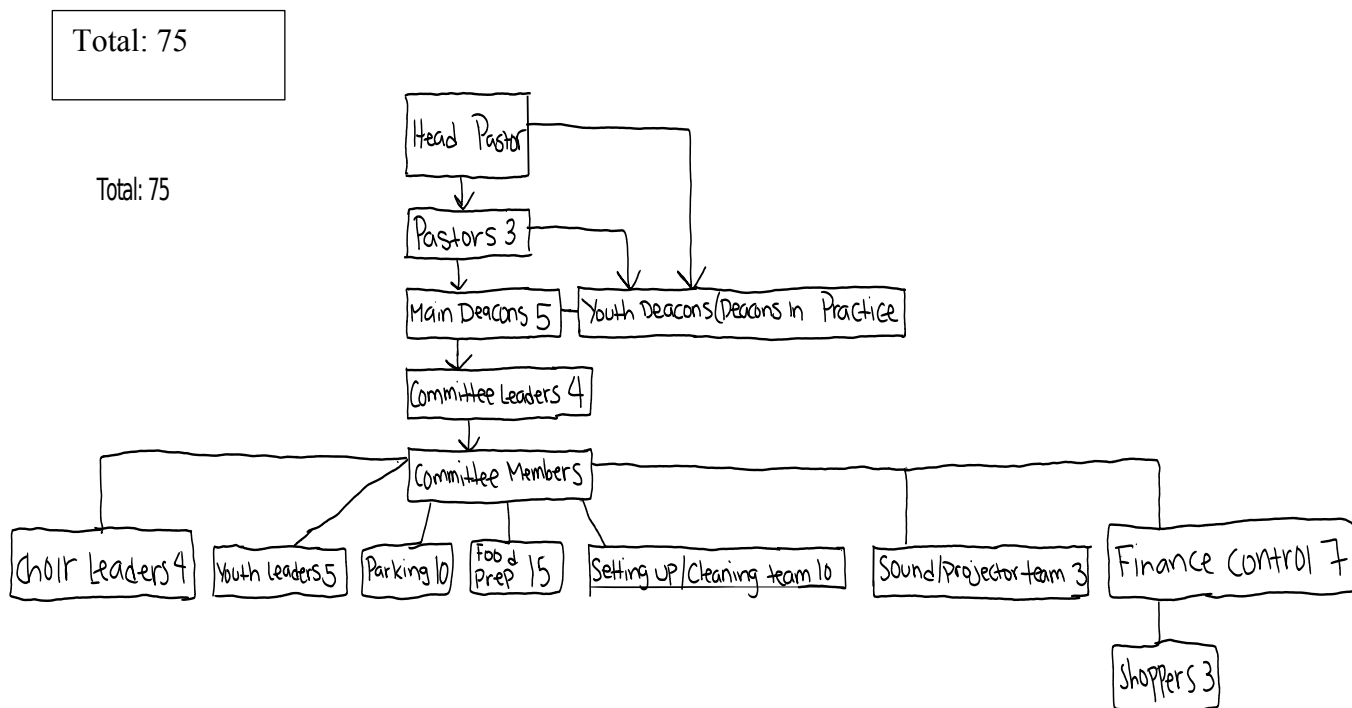 Total: 75
Total: 75
Head Pastor
Pastors 3
Main Deacons 5
Youth Deacons(Deacons in Practice
Committee Leaders 4
Committee Members
Choir Leaders 4
Youth Leaders 5
Parking 10
Food
Prep 15
Setting up/Cleaning team 10
Sound/Projector team 3
Finance control 7
Shoppers 3